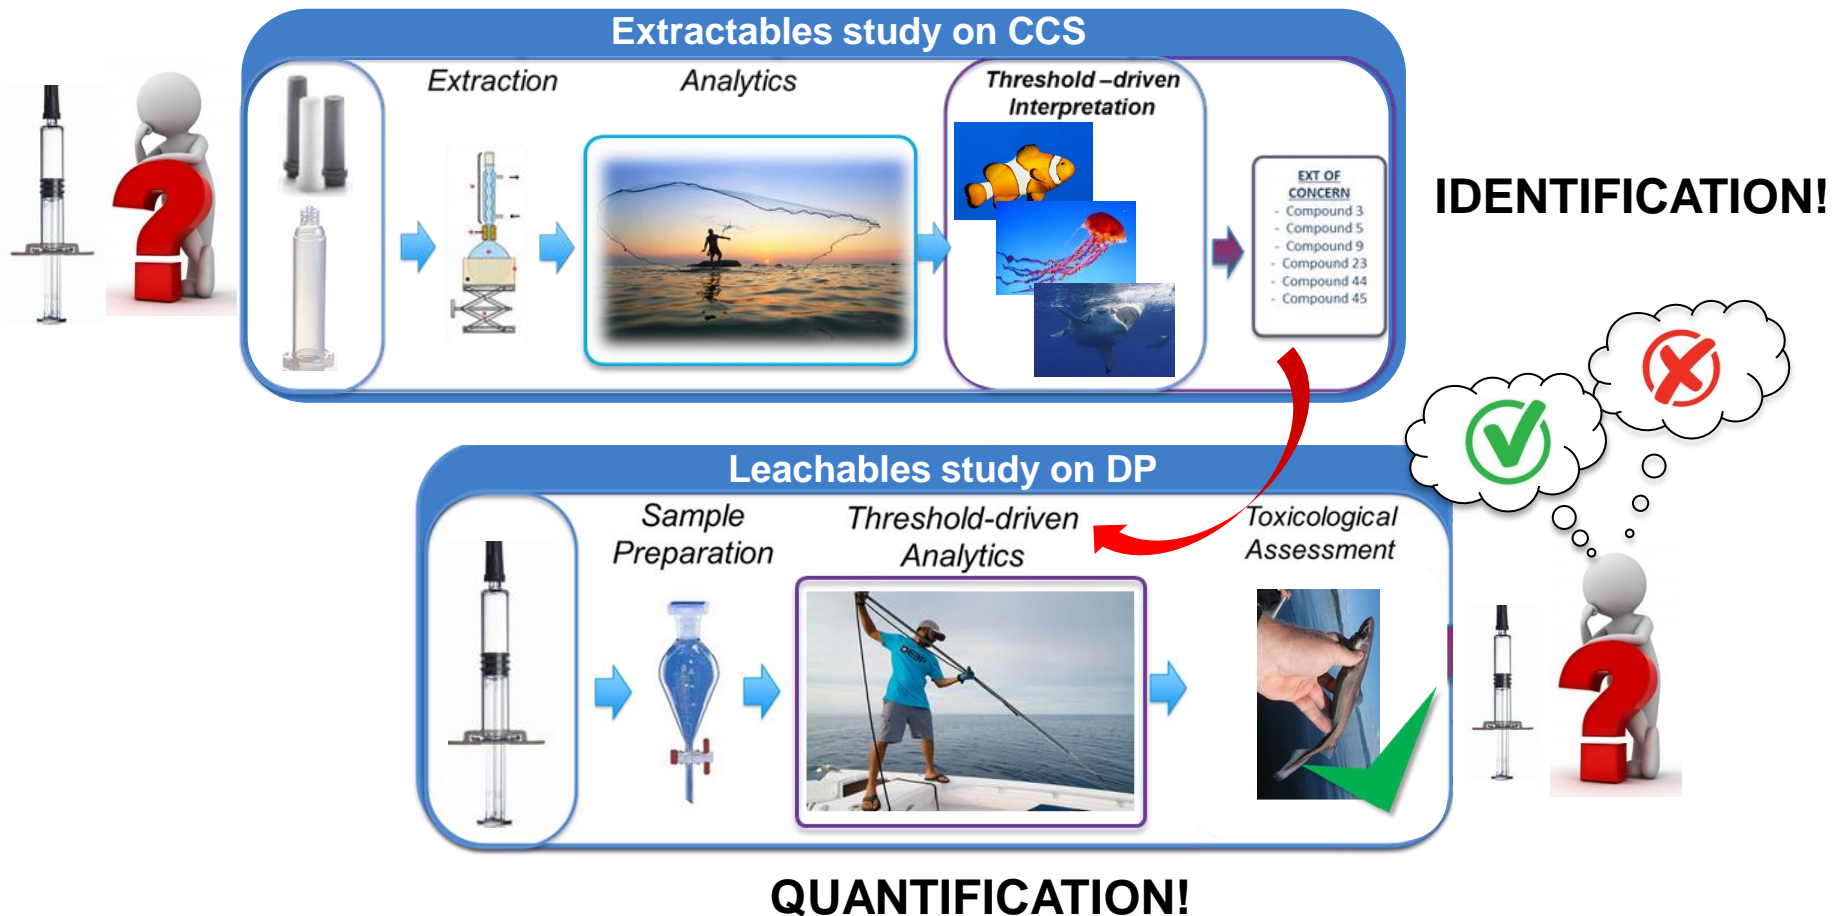 Extractables study on CCS
Extraction
Analytics
Threshold –driven
Interpretation
EXT OF
CONCERN
- Compound 3
- Compound 5
- Compound 9
- Compound 23
- Compound 44
- Compound 45
IDENTIFICATION!
Leachables study on DP
Sample
Preparation
Threshold-driven
Analytics
Toxicological
Assessment
QUANTIFICATION!